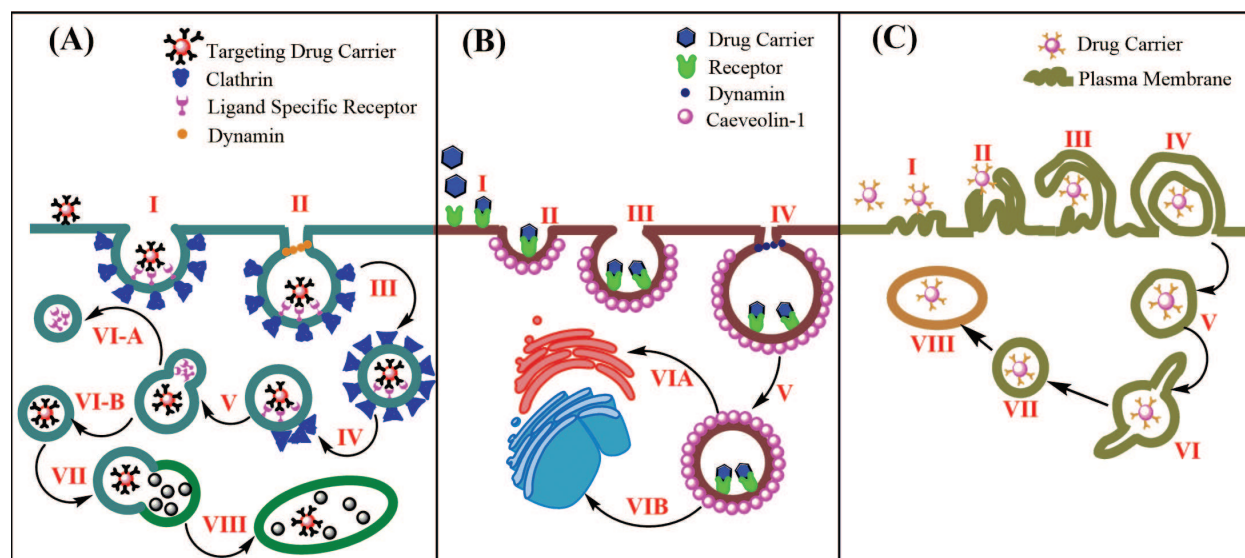 (A)
Targeting Drug Carrier
Clathrin
Ligand Specific Receptor
Dynamin
I
II
III
VI-A
VI-B
V
IV
VII
VIII
(B)
Drug Carrier
Receptor
Dynamin
Caeveolin-1
I
II
III
IV
VIA
V
VIB
(C)
Drug Carrier
Plasma Membrane
I
II
III
IV
V
VIII
VII
VI